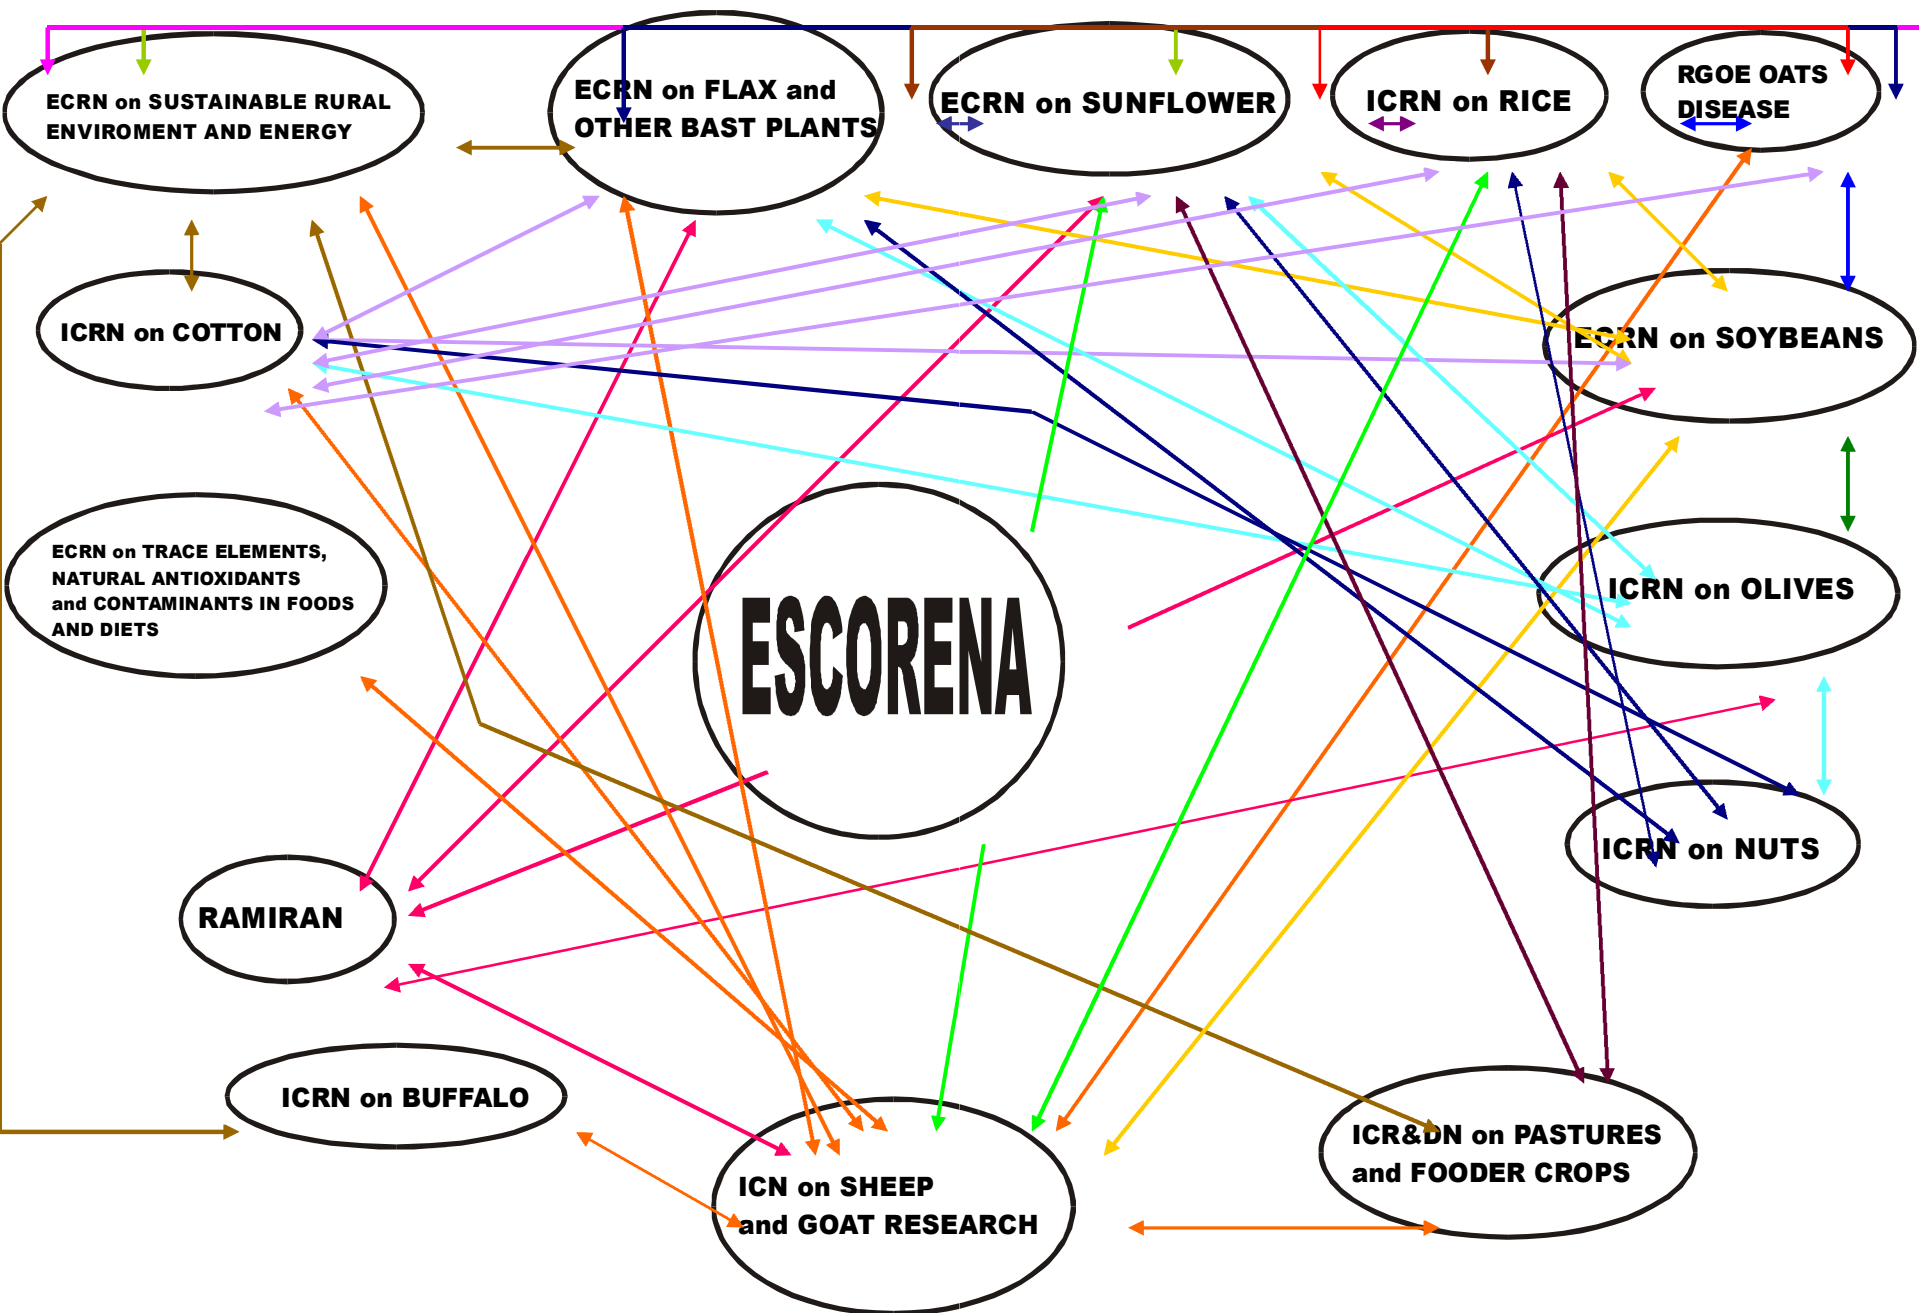 ECRN on SUSTAINABLE RURAL
ENVIROMENT AND ENERGY
ECRN on FLAX and
OTHER BAST PLANTS
ECRN on SUNFLOWER
ICRN on RICE
RGOE OATS
DISEASE
ICRN on COTTON
ECRN on SOYBEANS
ECRN on TRACE ELEMENTS,
NATURAL ANTIOXIDANTS
and CONTAMINANTS IN FOODS
AND DIETS
ESCORENA
ICRN on OLIVES
ICRN on NUTS
RAMIRAN
ICRN on BUFFALO
ICN on SHEEP
and GOAT RESEARCH
ICR&DN on PASTURES
and FOODER CROPS